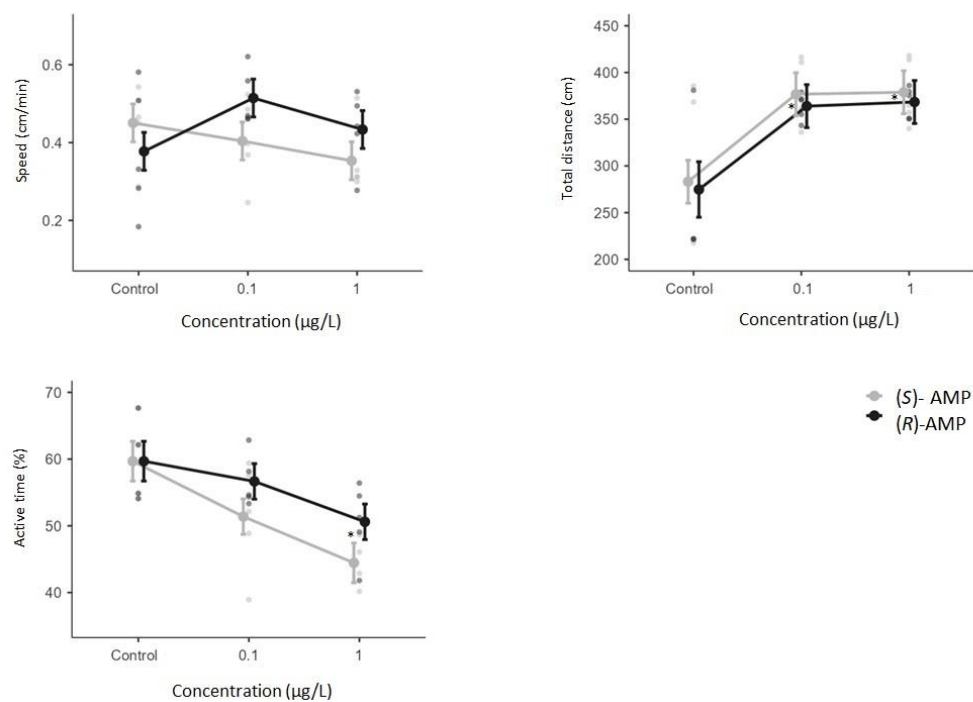 Speed (cm/min)
0.6
0.4
0.2
Control
0.1
1
Concentration (µg/L)
Total distance (cm)
450
400
350
300
250
200
*
*
Control
0.1
1
Concentration (µg/L)
Active time (%)
70
60
50
40
*
Control
0.1
1
Concentration (µg/L)
(S)- AMP
(R)-AMP